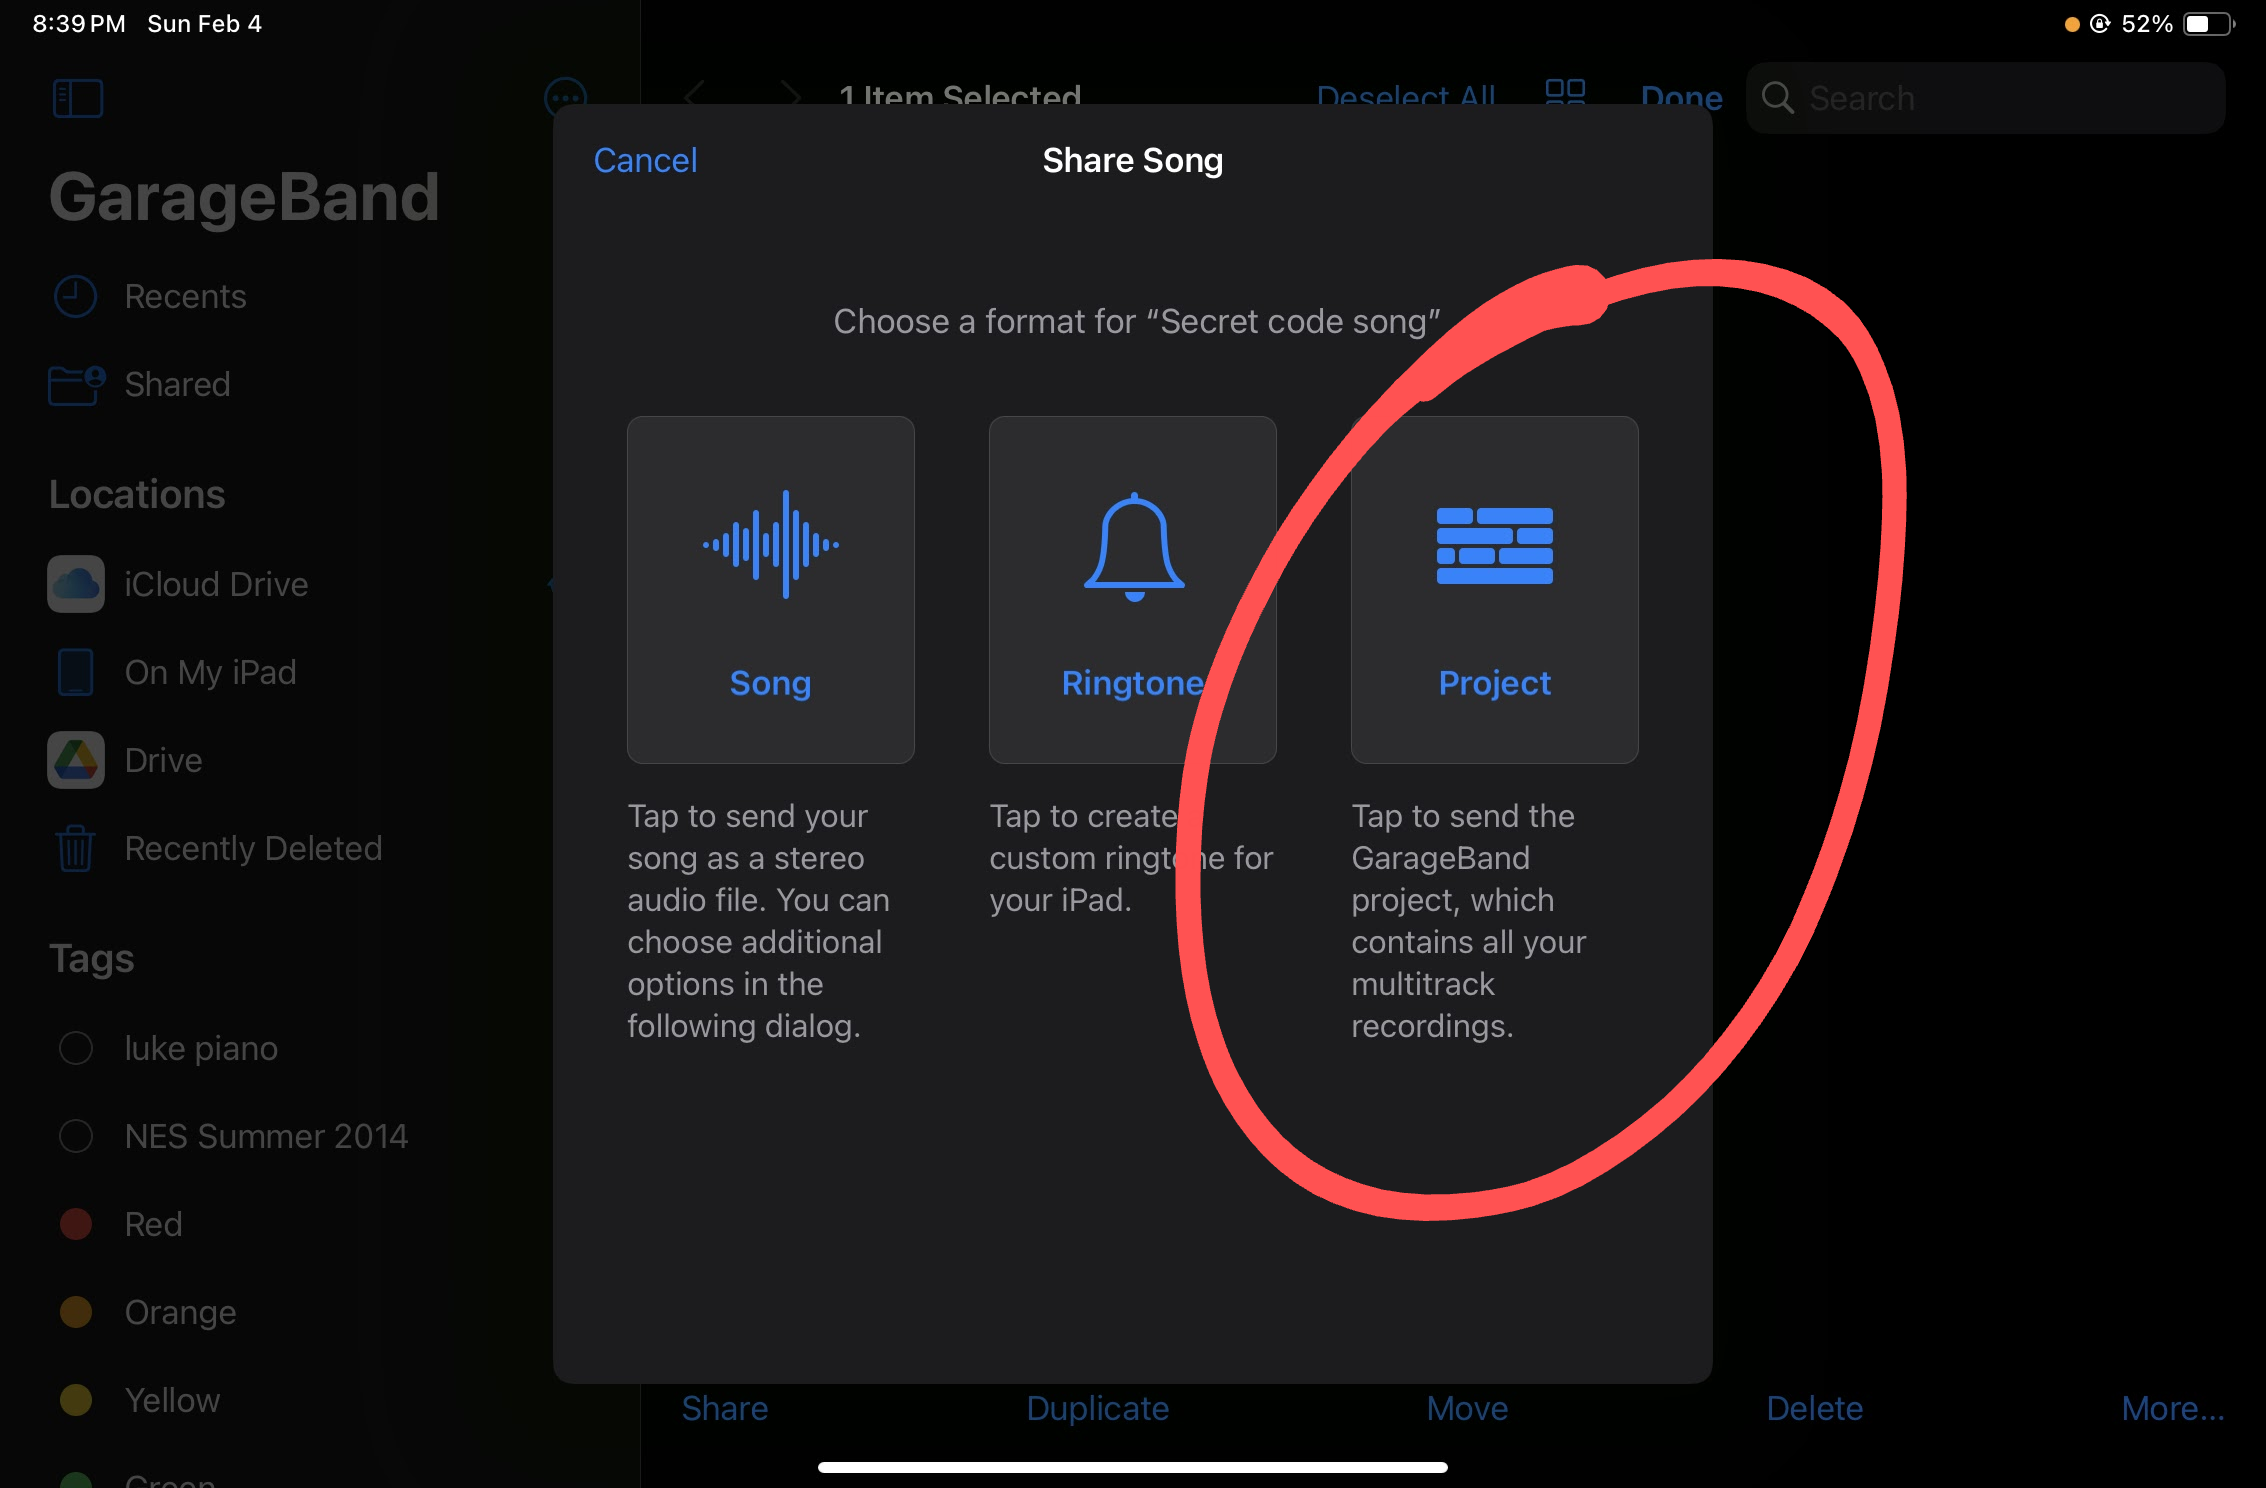 8:39 PM Sun Feb 4
52%
1 Item Selected
Deselect All
Done
Search
GarageBand
Recents
Shared
Locations
iCloud Drive
On My iPad
Drive
Recently Deleted
Tags
luke piano
NES Summer 2014
Red
Orange
Yellow
Green
Cancel
Share Song
Choose a format for “Secret code song”
Song
Tap to send your
song as a stereo
audio file. You can
choose additional
options in the
following dialog.
Ringtone
Tap to create
custom ringtone for
your iPad.
Project
Tap to send the
GarageBand
project, which
contains all your
multitrack
recordings.
Share
Duplicate
Move
Delete
More...